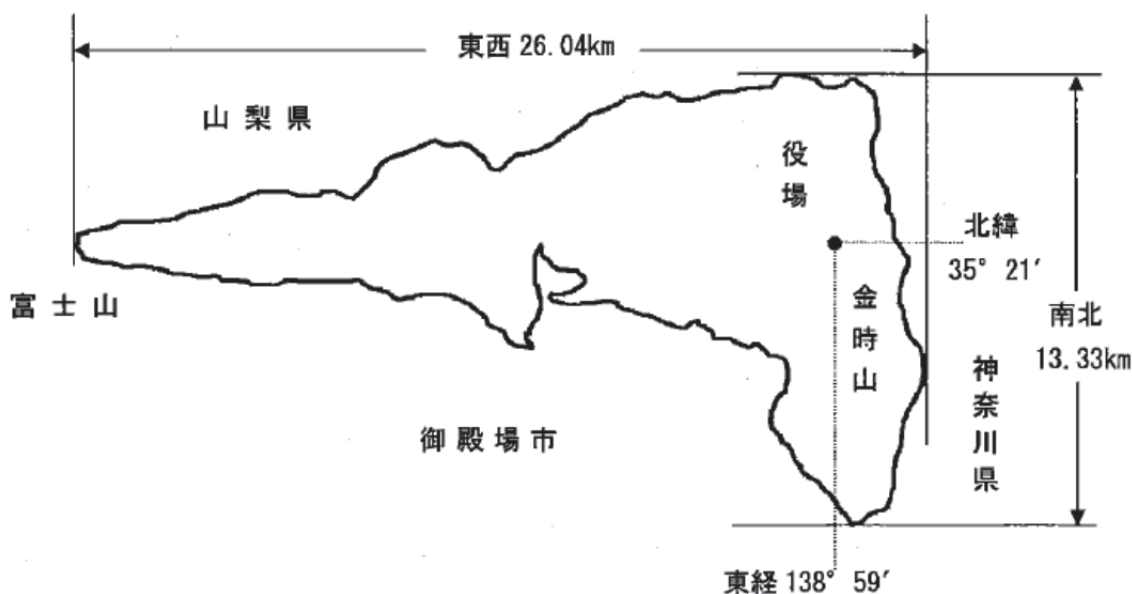 東西 26.04km
山梨県
役場
北緯
35° 21′
富士山
金時山
南北
13.33km
神奈川県
御殿場市
東経 138° 59′